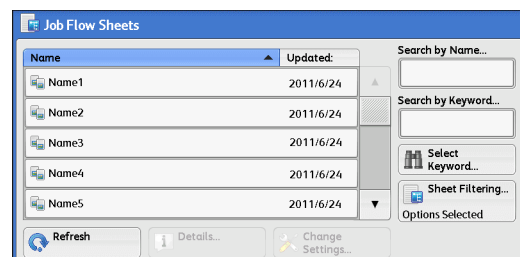 Job Flow Sheets
Name Updated:
Name1 2011/6/24
Name2 2011/6/24
Name3 2011/6/24
Name4 2011/6/24
Name5 2011/6/24
Search by Name...
Search by Keyword...
Select
Keyword...
Sheet Filtering...
Options Selected
Refresh
Details...
Change
Settings...